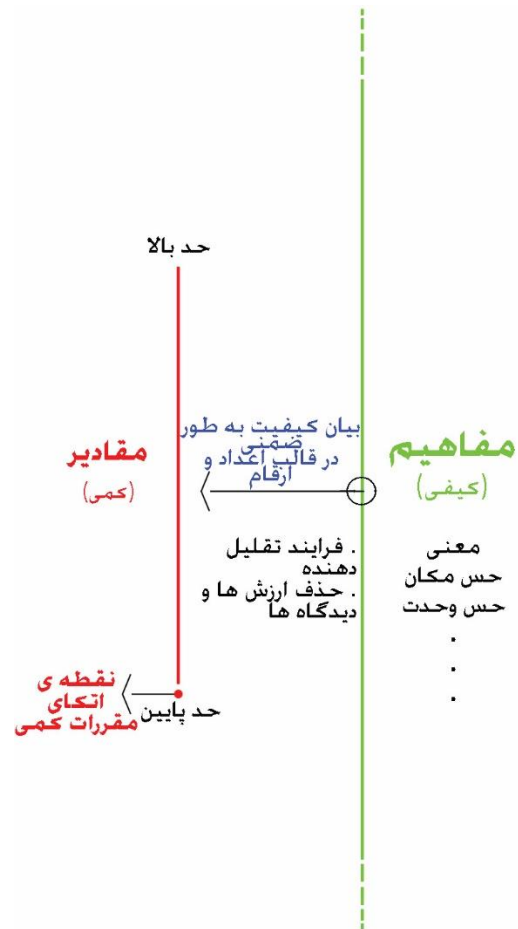 حد بالا
مفاهیم
(کیفی)
معنی
حس مکان
حس وحدت
.
.
.
بیان کیفیت به طور
ضمنی
در قالب اعداد و
ارقام
. فرایند تقلیل
دهنده
. حذف ارزش ها و
دیدگاه ها
مقادیر
(کمی)
حد پایین
نقطه ی
اتکای
مقررات کمی